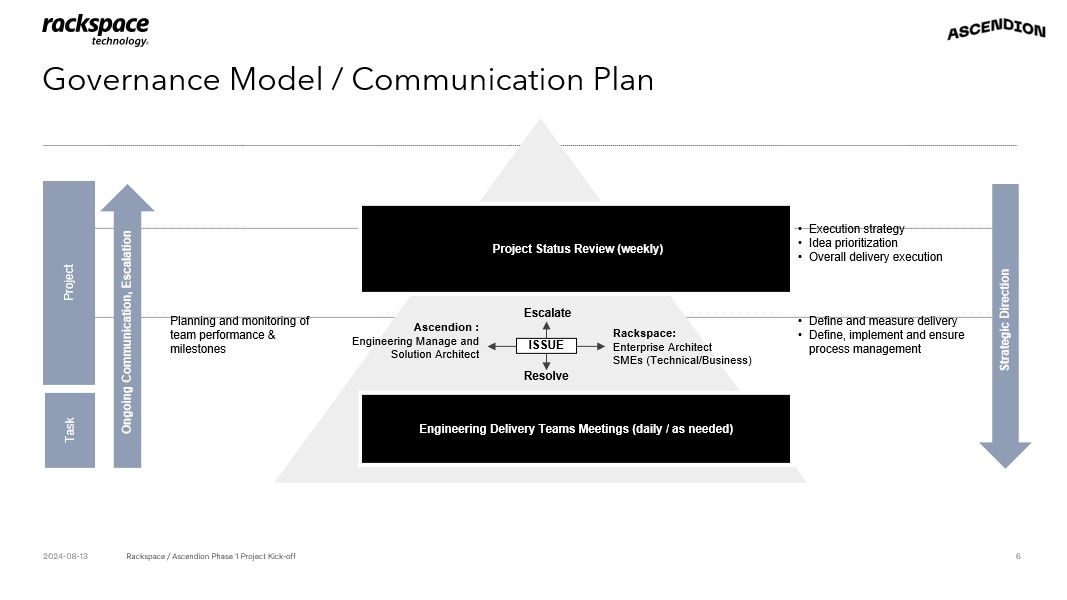 rackspace
technology.
ASCENDION
Governance Model / Communication Plan
Project
Ongoing Communication, Escalation
Project Status Review (weekly)
• Execution strategy
• Idea prioritization
• Overall delivery execution
Strategic Direction
Planning and monitoring of
team performance &
milestones
Escalate
Ascendion :
Engineering Manage and
Solution Architect
ISSUE
Rackspace:
Enterprise Architect
SMEs (Technical/Business)
Resolve
• Define and measure delivery
• Define, implement and ensure
process management
Task
Engineering Delivery Teams Meetings (daily / as needed)
2024-08-13
Rackspace / Ascendion Phase 1 Project Kick-off
6